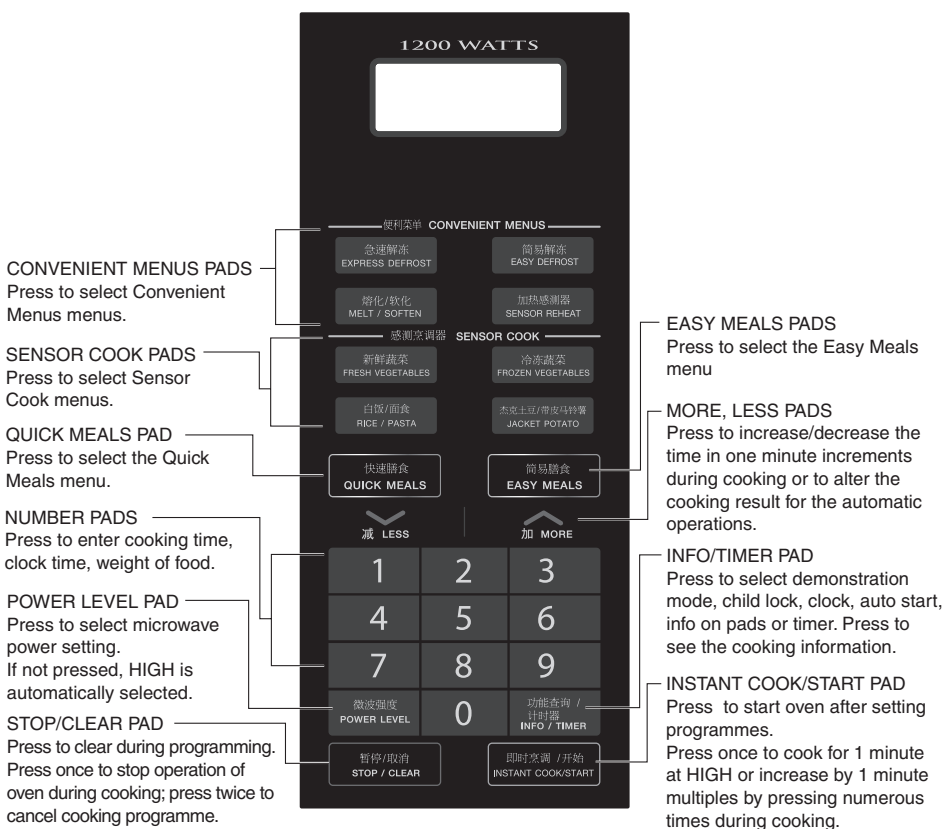 1200 WATTS
便利菜单 CONVENIENT MENUS
急速解冻
EXPRESS DEFROST
简易解冻
EASY DEFROST
熔化/软化
MELT / SOFTEN
加热感测器
SENSOR REHEAT
感测烹调器 SENSOR COOK
新鲜蔬菜
FRESH VEGETABLES
冷冻蔬菜
FROZEN VEGETABLES
白饭/面食
RICE / PASTA
杰克土豆/带皮马铃薯
JACKET POTATO
快速膳食
QUICK MEALS
简易膳食
EASY MEALS
减 LESS
加 MORE
1 2 3
4 5 6
7 8 9
微波强度
POWER LEVEL
0
功能查询 /
计时器
INFO / TIMER
暂停/取消
STOP / CLEAR
即时烹调 /开始
INSTANT COOK/START
CONVENIENT MENUS PADS
Press to select Convenient
Menus menus.
SENSOR COOK PADS
Press to select Sensor
Cook menus.
QUICK MEALS PAD
Press to select the Quick
Meals menu.
NUMBER PADS
Press to enter cooking time,
clock time, weight of food.
POWER LEVEL PAD
Press to select microwave
power setting.
If not pressed, HIGH is
automatically selected.
STOP/CLEAR PAD
Press to clear during programming.
Press once to stop operation of
oven during cooking; press twice to
cancel cooking programme.
EASY MEALS PADS
Press to select the Easy Meals
menu
MORE, LESS PADS
Press to increase/decrease the
time in one minute increments
during cooking or to alter the
cooking result for the automatic
operations.
INFO/TIMER PAD
Press to select demonstration
mode, child lock, clock, auto start,
info on pads or timer. Press to
see the cooking information.
INSTANT COOK/START PAD
Press to start oven after setting
programmes.
Press once to cook for 1 minute
at HIGH or increase by 1 minute
multiples by pressing numerous
times during cooking.